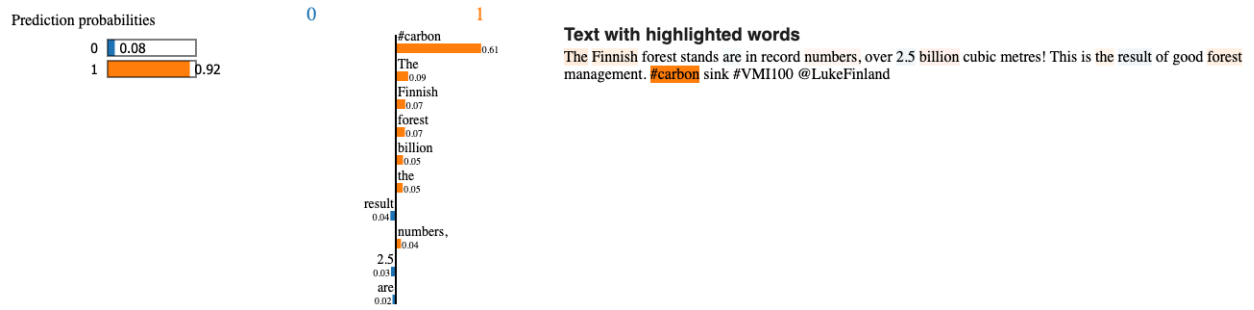 Prediction probabilities
0 0.08
1 0.92
0 1
#carbon
0.61
The
0.09
Finnish
0.07
forest
0.07
billion
0.05
the
0.05
result
0.04
numbers,
0.04
2.5
0.03
are
0.02
Text with highlighted words
The Finnish forest stands are in record numbers, over 2.5 billion cubic metres! This is the result of good forest
management. #carbon sink #VMI100 @LukeFinland